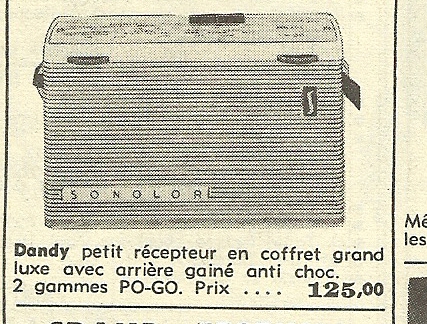 SONOLOR
Dandy petit récepteur en coffret grand
luxe avec arrière gainé anti choc.
2 gammes PO-GO. Prix .... 125,00
Mê
les